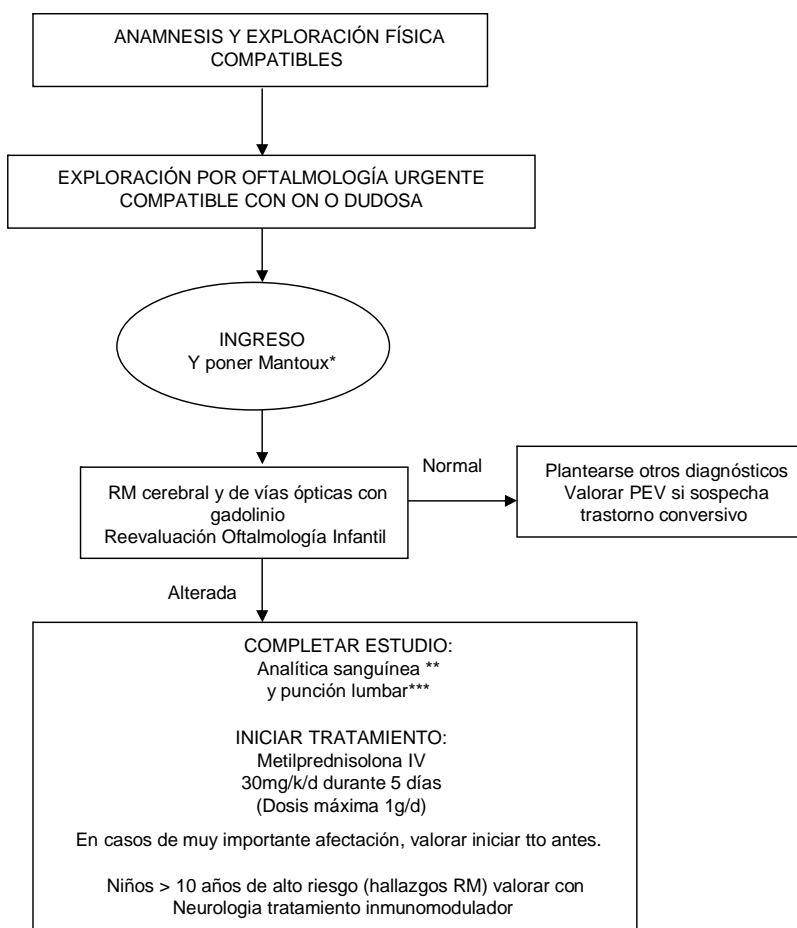 ANAMNESIS Y EXPLORACIÓN FÍSICA
COMPATIBLES
EXPLORACIÓN POR OFTALMOLOGÍA URGENTE
COMPATIBLE CON ON O DUDOSA
INGRESO
Y poner Mantoux*
RM cerebral y de vías ópticas con
gadolinio
Reevaluación Oftalmología Infantil
Normal
Plantearse otros diagnósticos
Valorar PEV si sospecha
trastorno conversivo
Alterada
COMPLETAR ESTUDIO:
Analítica sanguínea **
y punción lumbar***
INICIAR TRATAMIENTO:
Metilprednisolona IV
30mg/k/d durante 5 días
(Dosis máxima 1g/d)
En casos de muy importante afectación, valorar iniciar tto antes.
Niños > 10 años de alto riesgo (hallazgos RM) valorar con
Neurologia tratamiento inmunomodulador